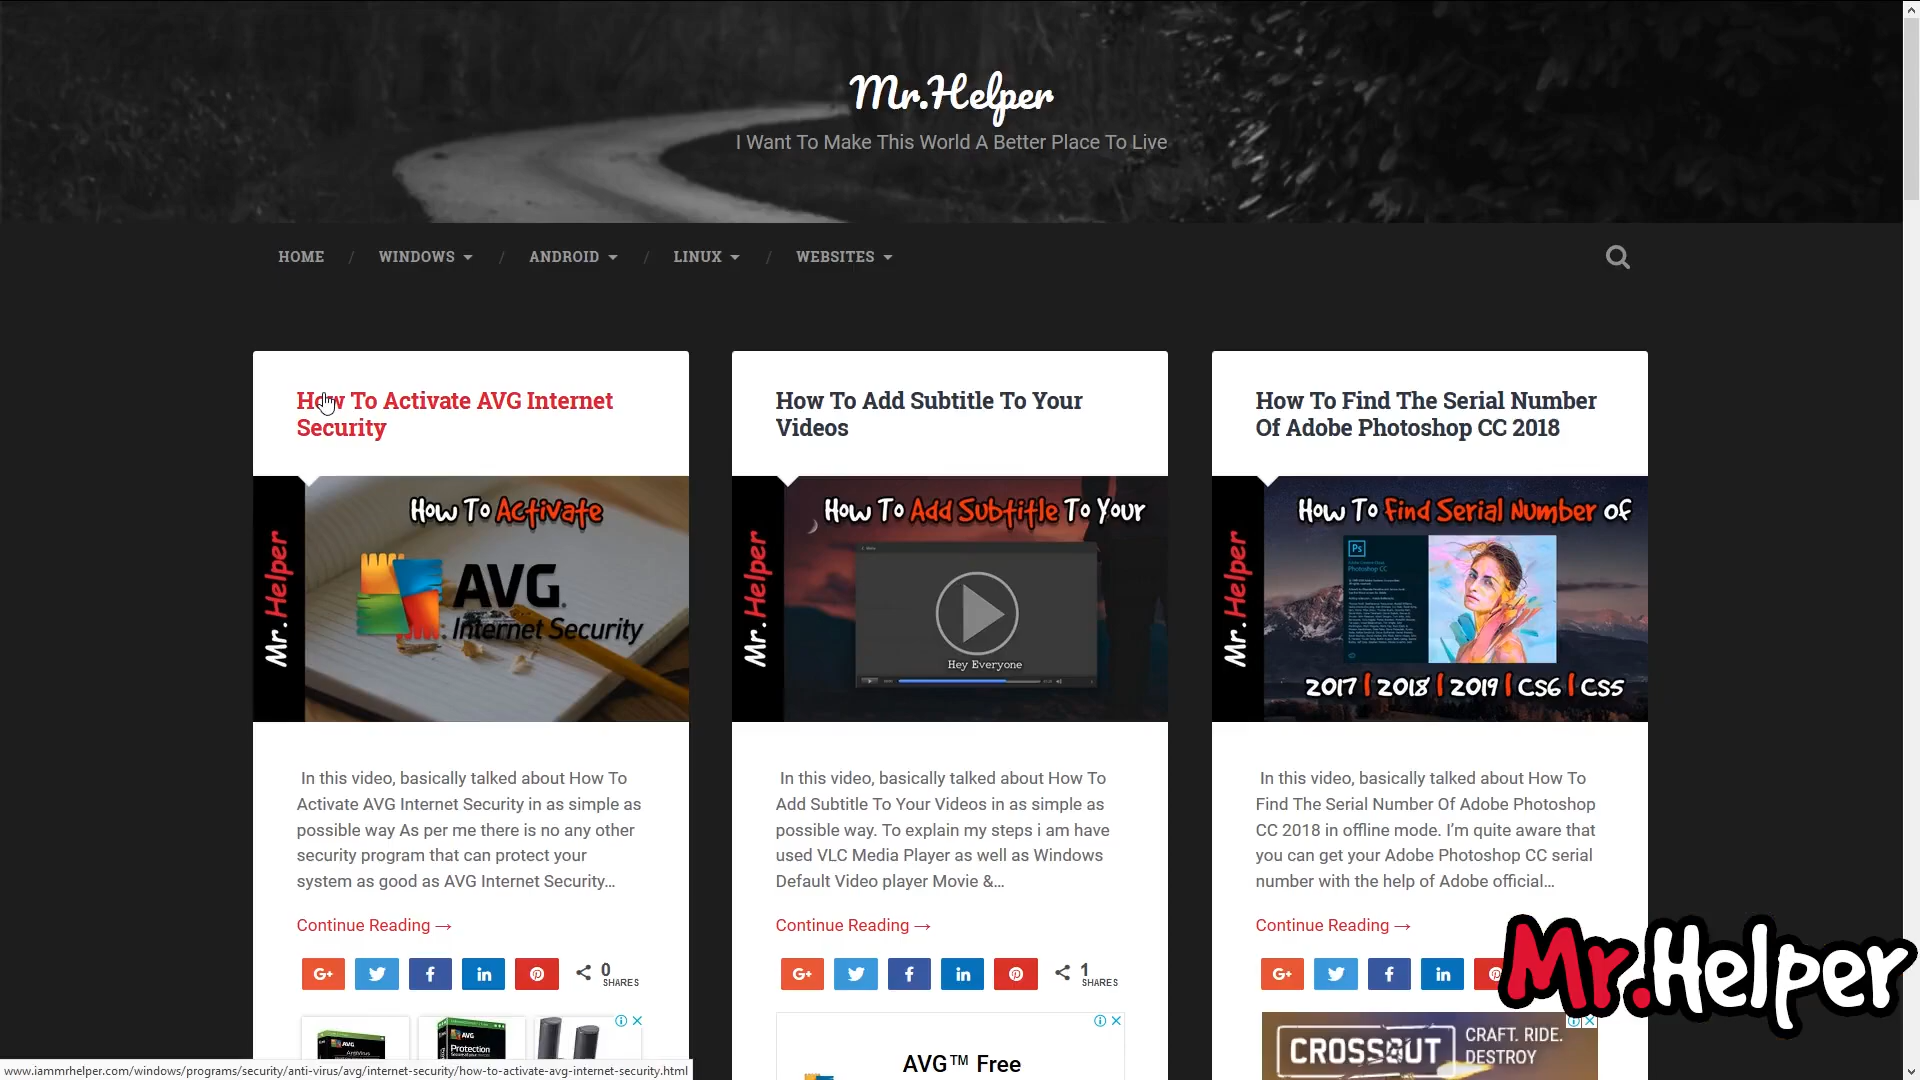 Mr.Helper
I Want To Make This World A Better Place To Live
HOME / WINDOWS / ANDROID / LINUX / WEBSITES
How To Activate AVG Internet
Security
How To Activate
Mr. Helper
AVG.
Internet Security
In this video, basically talked about How To
Activate AVG Internet Security in as simple as
possible way As per me there is no any other
security program that can protect your
system as good as AVG Internet Security...
Continue Reading →
G+
f
in
0
SHARES
AVG
AntiVirus
AVG
Protection
How To Add Subtitle To Your
Videos
How To Add Subtitle To Your
Mr. Helper
Hey Everyone
In this video, basically talked about How To
Add Subtitle To Your Videos in as simple as
possible way. To explain my steps i am have
used VLC Media Player as well as Windows
Default Video player Movie &...
Continue Reading →
G+
f
in
1
SHARES
AVG™ Free
How To Find The Serial Number
Of Adobe Photoshop CC 2018
How To Find Serial Number of
Mr. Helper
Ps
Photoshop CC
2017 | 2018 | 2019 | CS6 | CS5
In this video, basically talked about How To
Find The Serial Number Of Adobe Photoshop
CC 2018 in offline mode. I’m quite aware that
you can get your Adobe Photoshop CC serial
number with the help of Adobe official...
Continue Reading →
G+
f
in
Mr.Helper
CROSSOUT
CRAFT. RIDE.
DESTROY
www.iammrhelper.com/windows/programs/security/anti-virus/avg/internet-security/how-to-activate-avg-internet-security.html